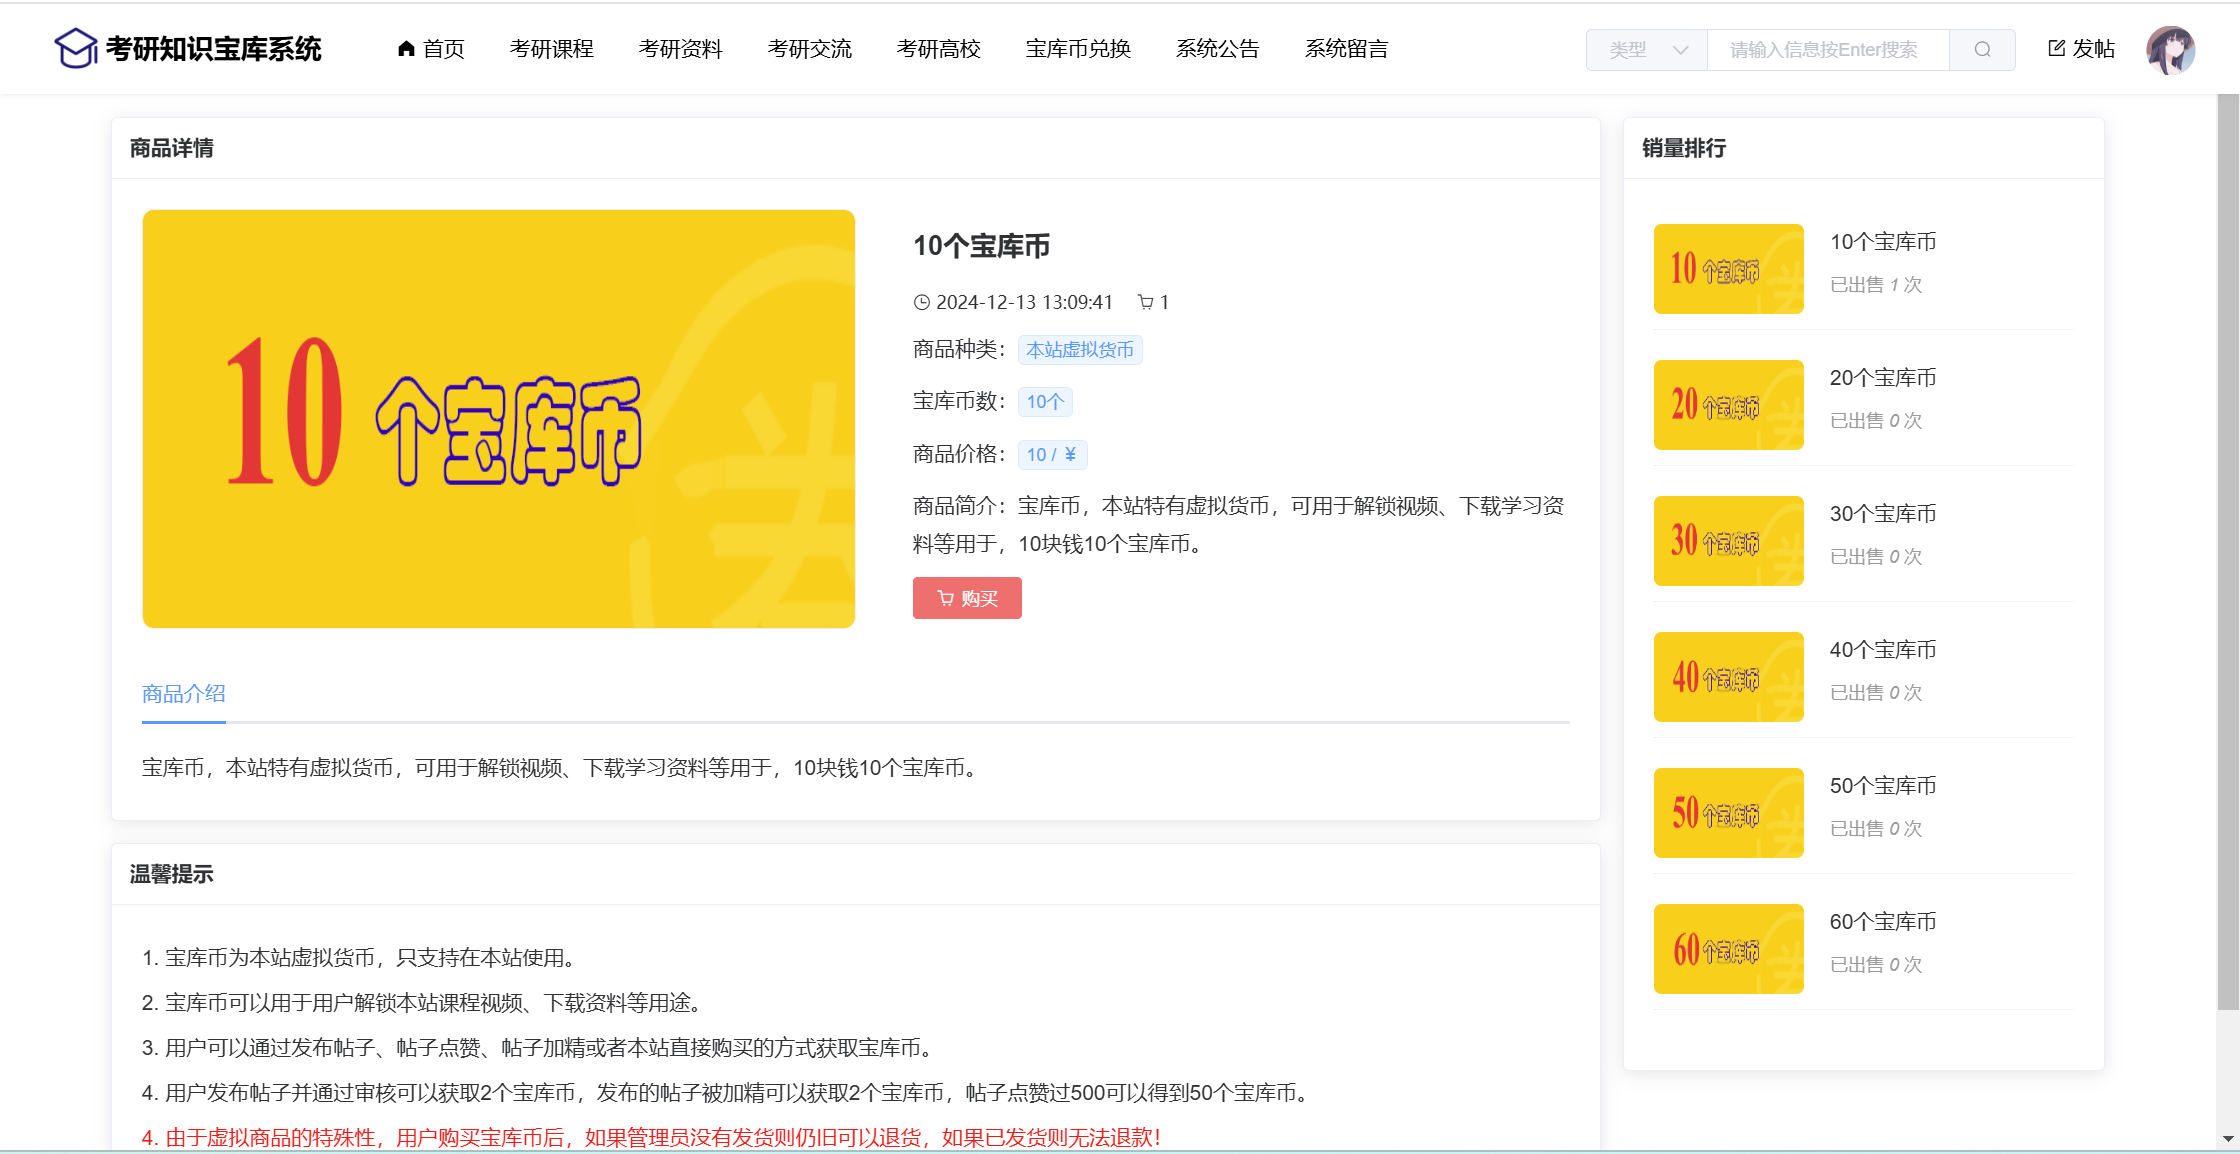 考研知识宝库系统
首页 考研课程 考研资料 考研交流 考研高校 宝库币兑换 系统公告 系统留言
类型 请输入信息按Enter搜索
发帖
商品详情
10 个宝库币
10个宝库币
2024-12-13 13:09:41 1
商品种类： 本站虚拟货币
宝库币数： 10个
商品价格： 10 / ¥
商品简介：宝库币，本站特有虚拟货币，可用于解锁视频、下载学习资
料等用于，10块钱10个宝库币。
购买
商品介绍
宝库币，本站特有虚拟货币，可用于解锁视频、下载学习资料等用于，10块钱10个宝库币。
温馨提示
1. 宝库币为本站虚拟货币，只支持在本站使用。
2. 宝库币可以用于用户解锁本站课程视频、下载资料等用途。
3. 用户可以通过发布帖子、帖子点赞、帖子加精或者本站直接购买的方式获取宝库币。
4. 用户发布帖子并通过审核可以获取2个宝库币，发布的帖子被加精可以获取2个宝库币，帖子点赞过500可以得到50个宝库币。
4. 由于虚拟商品的特殊性，用户购买宝库币后，如果管理员没有发货则仍旧可以退货，如果已发货则无法退款！
销量排行
10 个宝库币
10个宝库币
已出售 1 次
20 个宝库币
20个宝库币
已出售 0 次
30 个宝库币
30个宝库币
已出售 0 次
40 个宝库币
40个宝库币
已出售 0 次
50 个宝库币
50个宝库币
已出售 0 次
60 个宝库币
60个宝库币
已出售 0 次